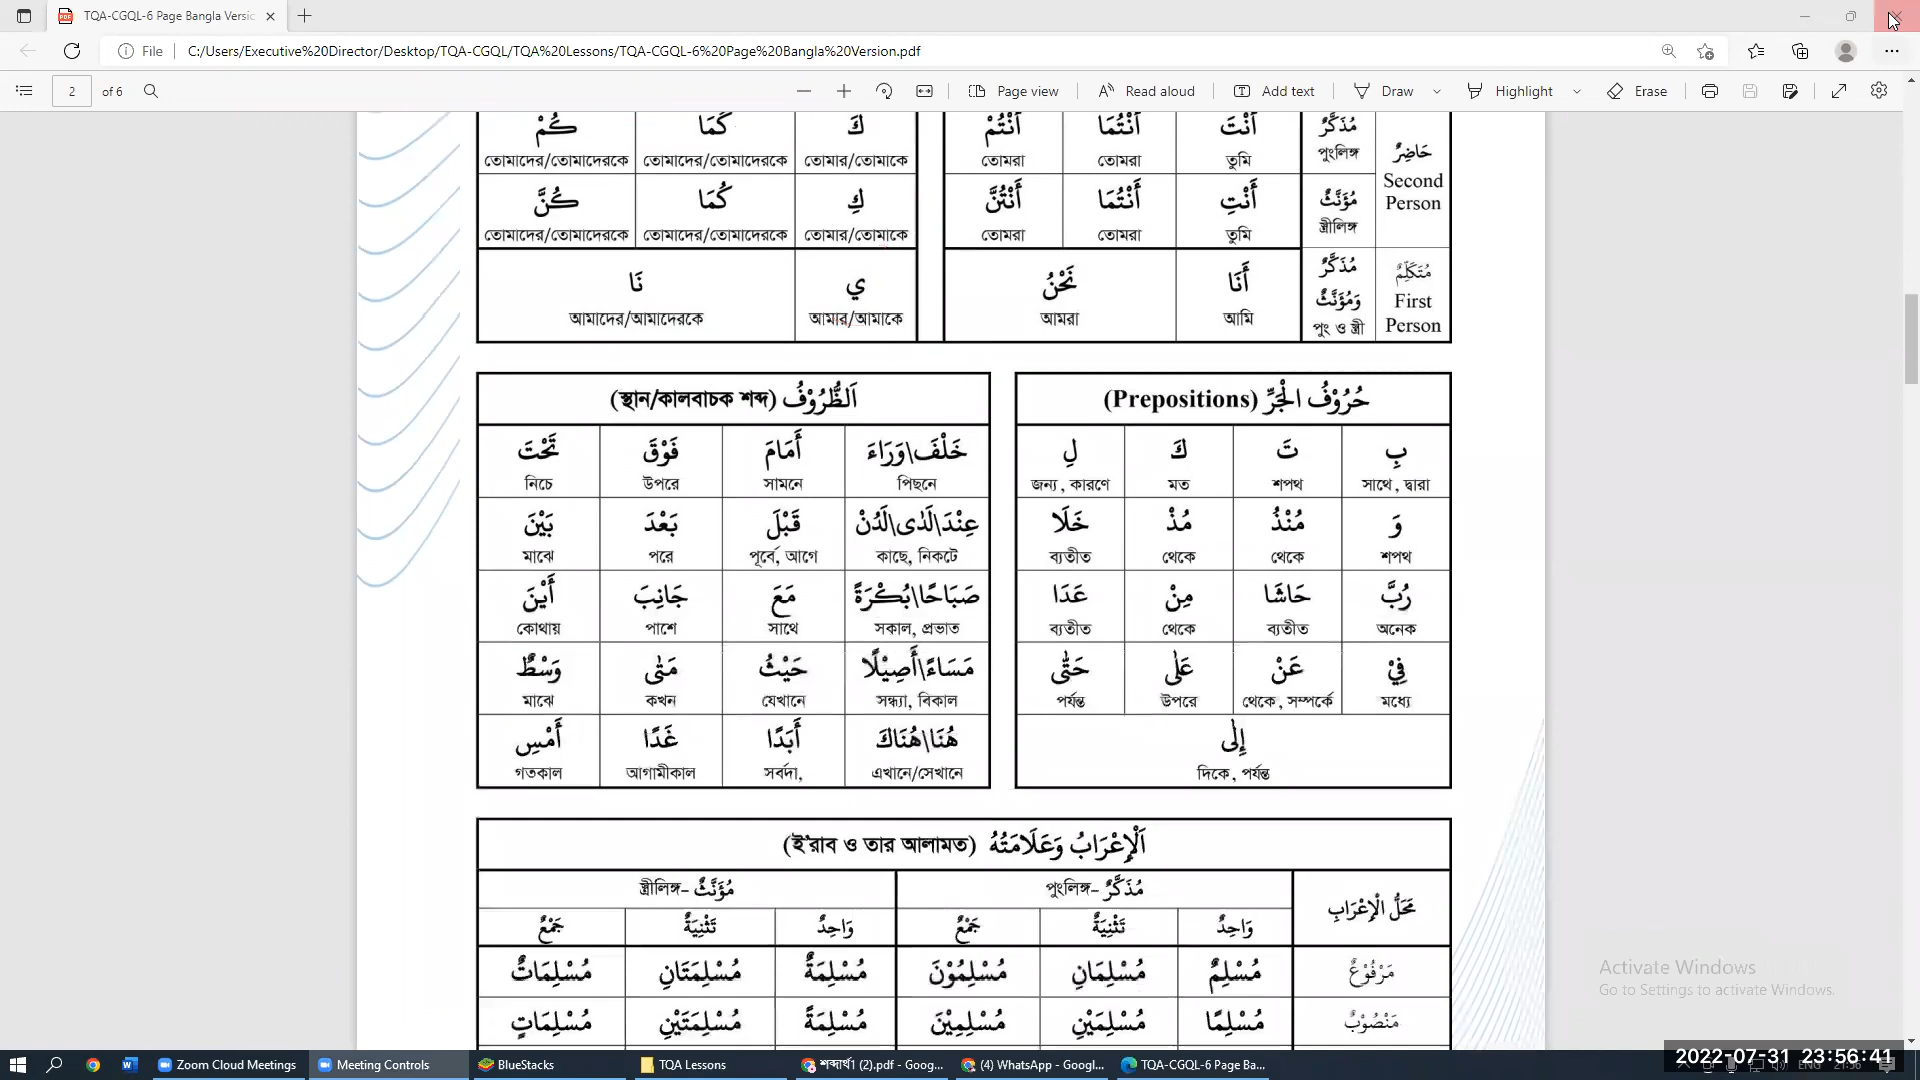 TQA-CGQL-6 Page Bangla Versic
File
C:/Users/Executive%20Director/Desktop/TQA-CGQL/TQA%20Lessons/TQA-CGQL-6%20Page%20Bangla%20Version.pdf
2 of 6
Page view
Read aloud
Add text
Draw
Highlight
Erase
كُمْ كُمَا كَ أَنْتُمْ أَنْتُمَا أَنْتَ مُذَكَّرٌ
তোমাদের/তোমাদেরকে তোমাদের/তোমাদেরকে তোমার/তোমাকে তোমরা তোমরা তুমি পুংলিঙ্গ
حَاضِرٌ
Second
Person
كُنَّ كُمَا كِ أَنْتُنَّ أَنْتُمَا أَنْتِ مُؤَنَّثٌ
তোমাদের/তোমাদেরকে তোমাদের/তোমাদেরকে তোমার/তোমাকে তোমরা তোমরা তুমি স্ত্রীলিঙ্গ
نَا ي نَحْنُ أَنَا مُذَكَّرٌ وَمُؤَنَّثٌ
আমাদের/আমাদেরকে আমার/আমাকে আমরা আমি পুং ও স্ত্রী
مُتَكَلِّمٌ
First
Person
اَلظُّرُوْفُ (স্থান/কালবাচক শব্দ)
تَحْتَ فَوْقَ أَمَامَ خَلْفَ\وَرَاءَ
নিচে উপরে সামনে পিছনে
بَيْنَ بَعْدَ قَبْلَ عِنْدَ\لَدٰى\لَدُنْ
মাঝে পরে পূর্বে, আগে কাছে, নিকটে
أَيْنَ جَانِبَ مَعَ صَبَاحًا\بُكْرَةً
কোথায় পাশে সাথে সকাল, প্রভাত
وَسْطٌ مَتٰى حَيْثُ مَسَاءً\أَصِيْلًا
মাঝে কখন যেখানে সন্ধ্যা, বিকাল
أَمْسِ غَدًا أَبَدًا هُنَا\هُنَاكَ
গতকাল আগামীকাল সর্বদা, এখানে/সেখানে
حُرُوْفُ الْجَرِّ (Prepositions)
لِ كَ تَ بِ
জন্য, কারণে মত শপথ সাথে, দ্বারা
خَلَا مُذْ مُنْذُ وَ
ব্যতীত থেকে থেকে শপথ
عَدَا مِنْ حَاشَا رُبَّ
ব্যতীত থেকে ব্যতীত অনেক
حَتّٰى عَلٰى عَنْ فِيْ
পর্যন্ত উপরে থেকে, সম্পর্কে মধ্যে
إِلٰى
দিকে, পর্যন্ত
اَلْإِعْرَابُ وَعَلَامَتُهُ (ই'রাব ও তার আলামত)
مُؤَنَّثٌ -স্ত্রীলিঙ্গ مُذَكَّرٌ -পুংলিঙ্গ مَحَلُّ الْإِعْرَابِ
جَمْعٌ تَثْنِيَةٌ وَاحِدٌ جَمْعٌ تَثْنِيَةٌ وَاحِدٌ
مُسْلِمَاتٌ مُسْلِمَتَانِ مُسْلِمَةٌ مُسْلِمُوْنَ مُسْلِمَانِ مُسْلِمٌ مَرْفُوْعٌ
مُسْلِمَاتٍ مُسْلِمَتَيْنِ مُسْلِمَةً مُسْلِمِيْنَ مُسْلِمَيْنِ مُسْلِمًا مَنْصُوْبٌ
Activate Windows
Go to Settings to activate Windows.
Zoom Cloud Meetings
Meeting Controls
BlueStacks
TQA Lessons
শব্দার্থ1 (2).pdf - Goog...
(4) WhatsApp - Googl...
TQA-CGQL-6 Page Ba...
2022-07-31 23:56:41